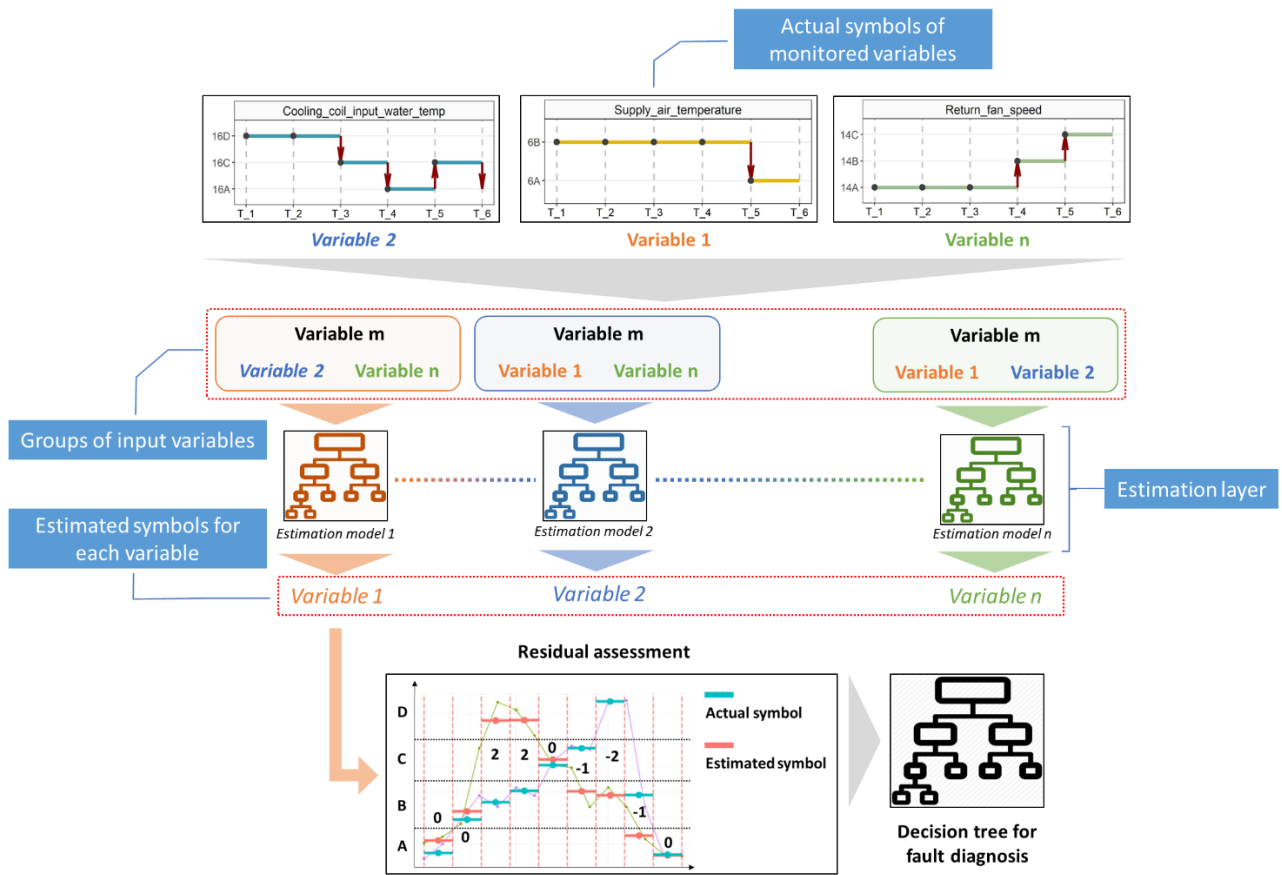 Actual symbols of
monitored variables
Cooling_coil_input_water_temp
16D
16C
16A
T_1 T_2 T_3 T_4 T_5 T_6
Variable 2
Supply_air_temperature
6B
6A
T_1 T_2 T_3 T_4 T_5 T_6
Variable 1
Return_fan_speed
14C
14B
14A
T_1 T_2 T_3 T_4 T_5 T_6
Variable n
Variable m
Variable 2 Variable n
Variable m
Variable 1 Variable n
Variable m
Variable 1 Variable 2
Groups of input variables
Estimation layer
Estimation model 1
Estimation model 2
Estimation model n
Estimated symbols for
each variable
Variable 1
Variable 2
Variable n
Residual assessment
D
C
B
A
0
0
2
2
0
-1
-2
-1
0
Actual symbol
Estimated symbol
Decision tree for
fault diagnosis